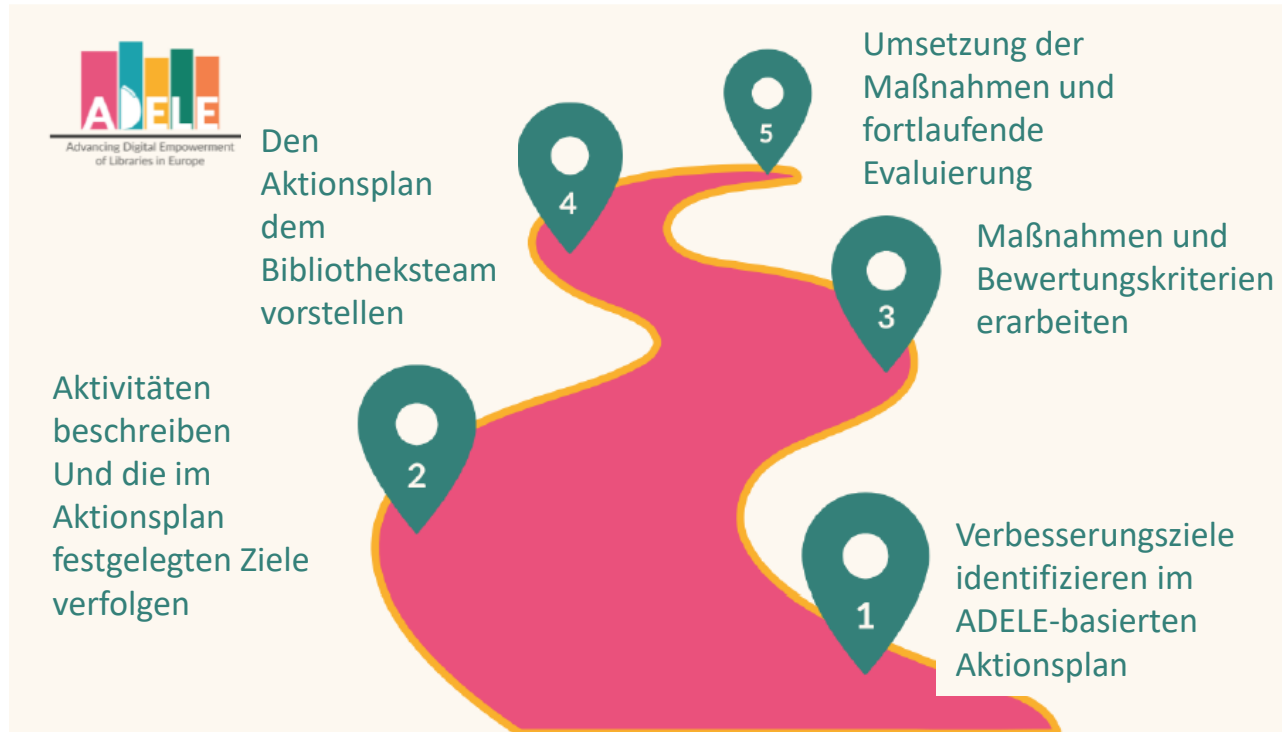 ADELE
Advancing Digital Empowerment
of Libraries in Europe
Umsetzung der
Maßnahmen und
fortlaufende
Evaluierung
5
Den
Aktionsplan
dem
Bibliotheksteam
vorstellen
4
Maßnahmen und
Bewertungskriterien
erarbeiten
3
Aktivitäten
beschreiben
Und die im
Aktionsplan
festgelegten Ziele
verfolgen
2
Verbesserungsziele
identifizieren im
ADELE-basierten
Aktionsplan
1